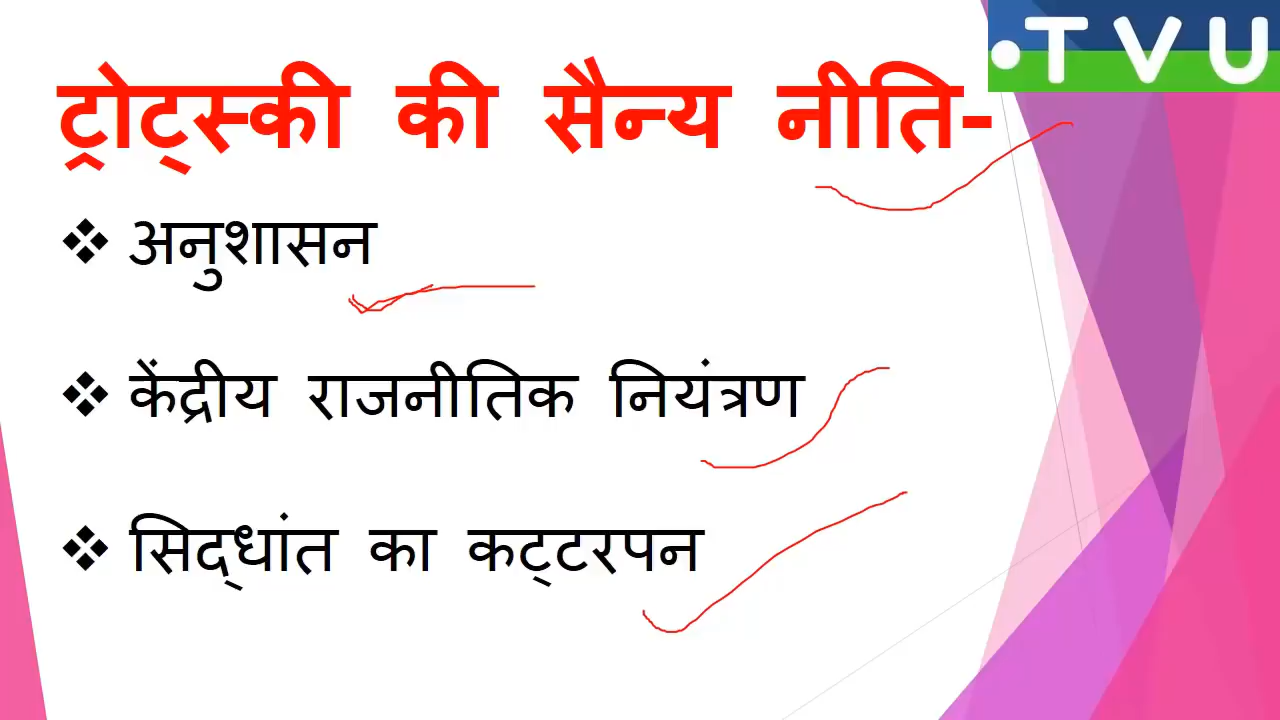 •TVU
ट्रोट्स्की की सैन्य नीति-
❖ अनुशासन
❖ केंद्रीय राजनीतिक नियंत्रण
❖ सिद्धांत का कट्टरपन